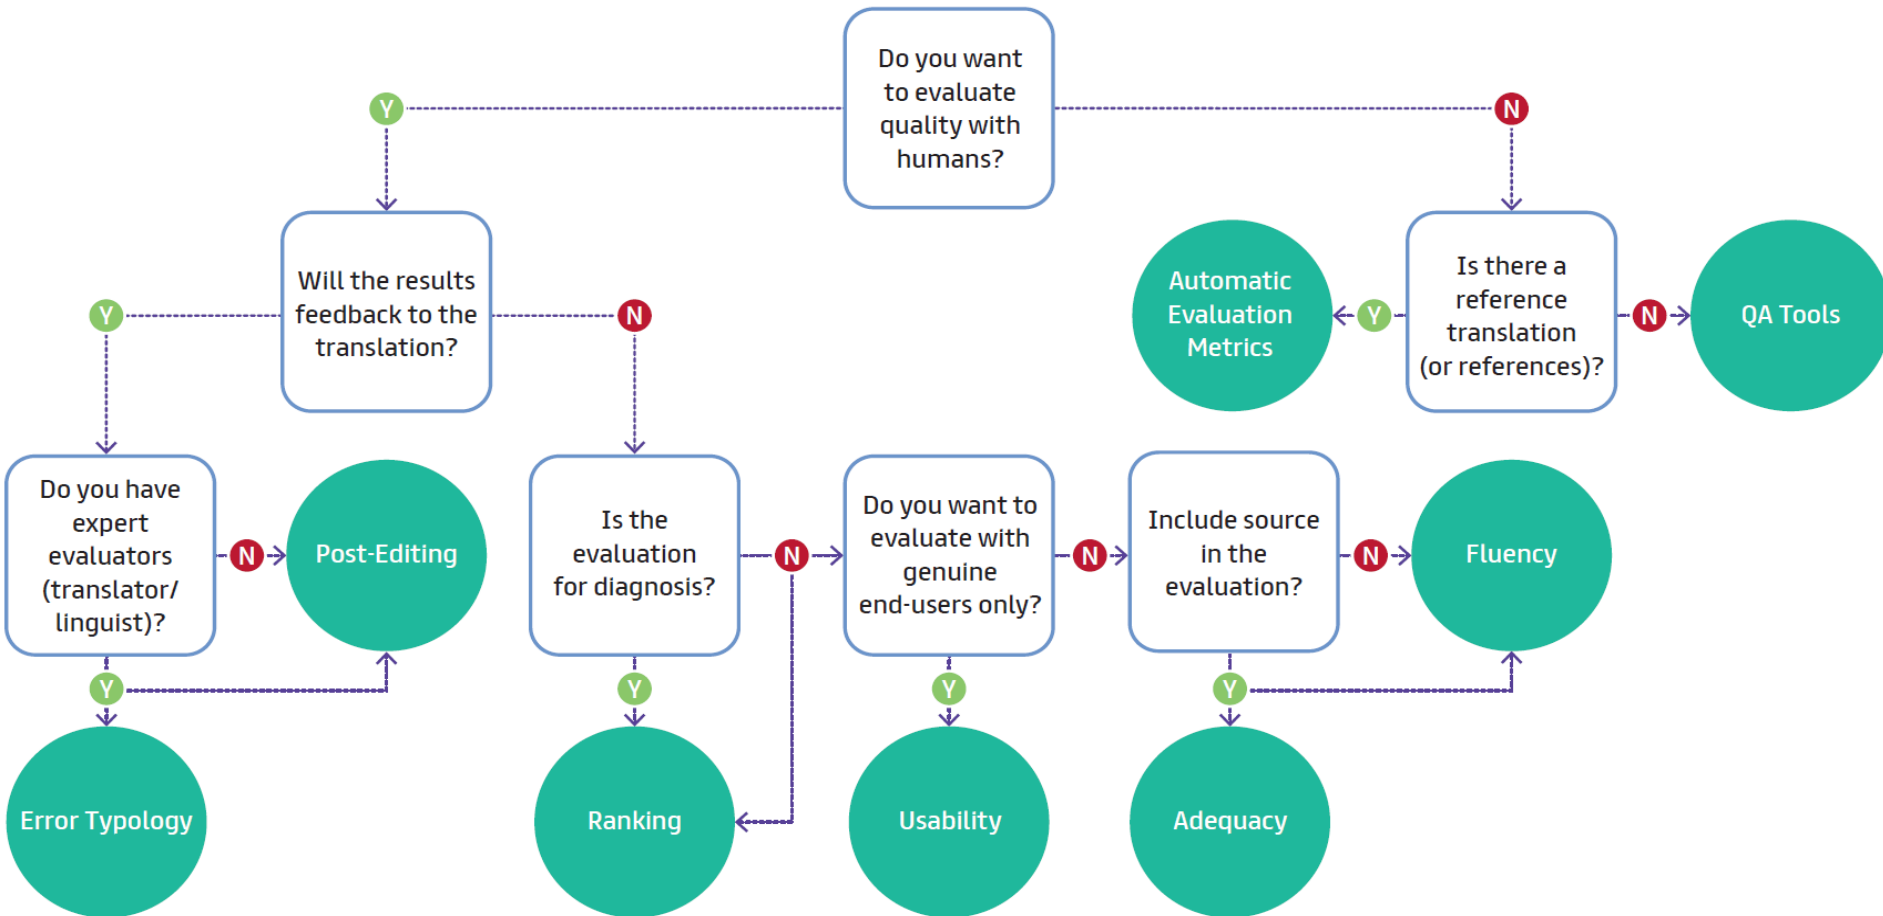 Do you want
to evaluate
quality with
humans?
Y
N
Will the results
feedback to the
translation?
Y
N
Automatic
Evaluation
Metrics
Y
Is there a
reference
translation
(or references)?
N
QA Tools
Do you have
expert
evaluators
(translator/
linguist)?
N
Post-Editing
Is the
evaluation
for diagnosis?
N
Do you want to
evaluate with
genuine
end-users only?
N
Include source
in the
evaluation?
N
Fluency
Y
Y
Y
Y
Error Typology
Ranking
Usability
Adequacy